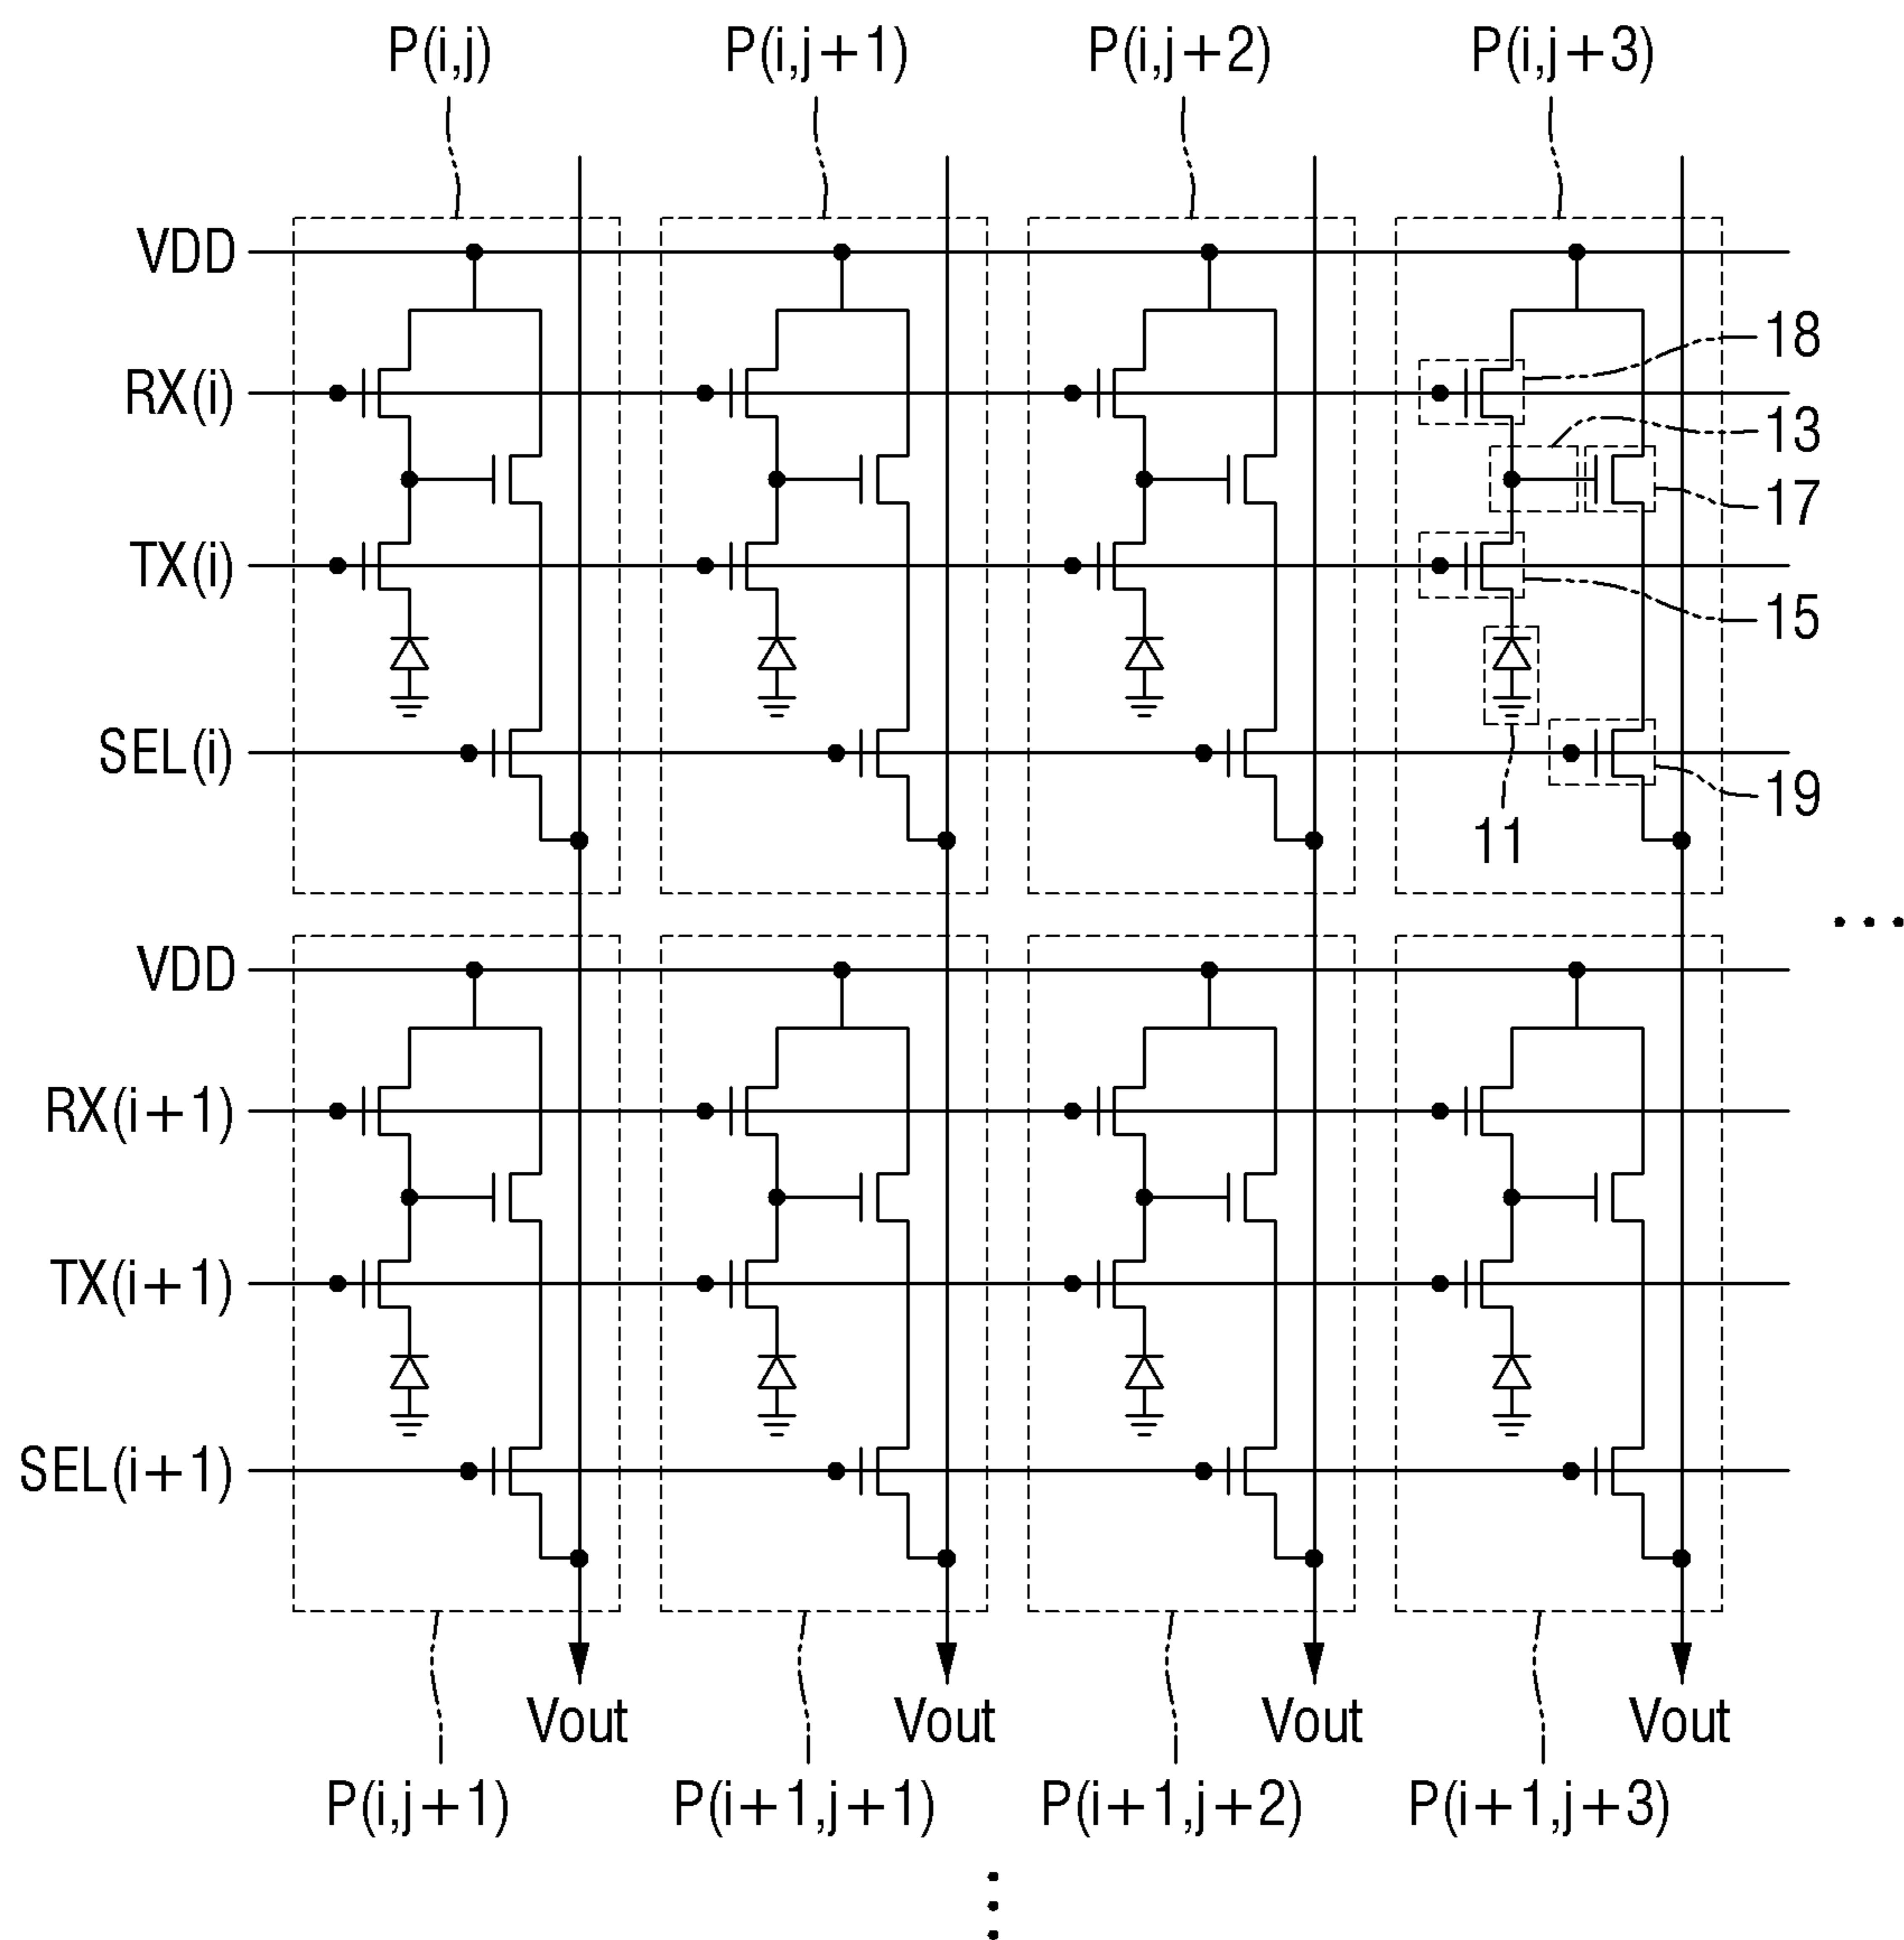 P(i,j) P(i,j+1) P(i,j+2) P(i,j+3)
VDD
18
RX(i)
13
17
TX(i)
15
SEL(i)
19
11
...
VDD
RX(i+1)
TX(i+1)
SEL(i+1)
Vout Vout Vout Vout
P(i,j+1) P(i+1,j+1) P(i+1,j+2) P(i+1,j+3)